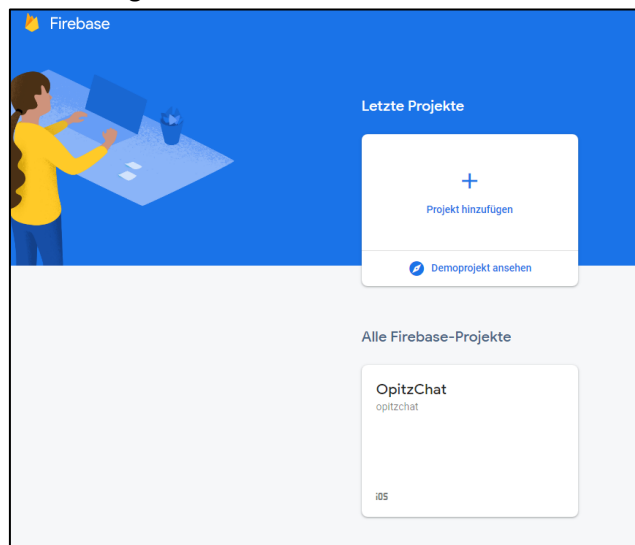 Firebase
Letzte Projekte
+
Projekt hinzufügen
Demoprojekt ansehen
Alle Firebase-Projekte
OpitzChat
opitzchat
iOS